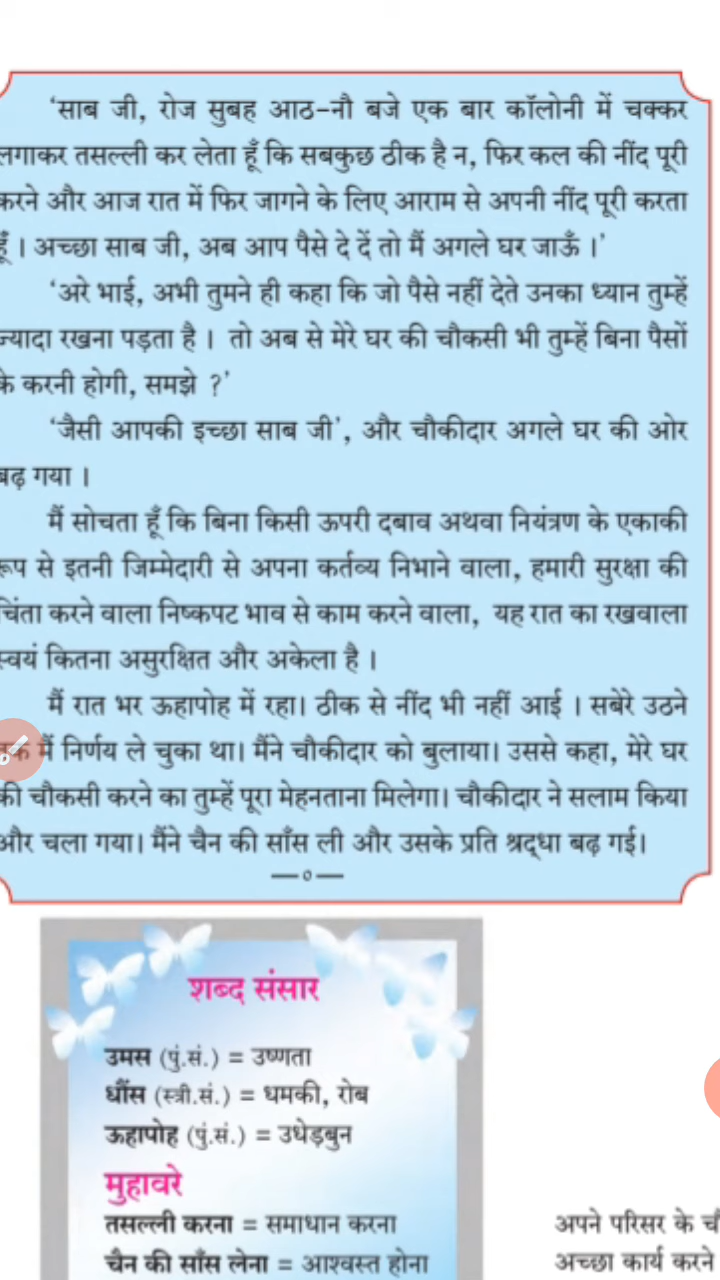 ‘साब जी, रोज सुबह आठ-नौ बजे एक बार कॉलोनी में चक्कर
लगाकर तसल्ली कर लेता हूँ कि सबकुछ ठीक है न, फिर कल की नींद पूरी
करने और आज रात में फिर जागने के लिए आराम से अपनी नींद पूरी करता
हूँ । अच्छा साब जी, अब आप पैसे दे दें तो मैं अगले घर जाऊँ ।’
‘अरे भाई, अभी तुमने ही कहा कि जो पैसे नहीं देते उनका ध्यान तुम्हें
ज्यादा रखना पड़ता है । तो अब से मेरे घर की चौकसी भी तुम्हें बिना पैसों
के करनी होगी, समझे ?’
‘जैसी आपकी इच्छा साब जी’, और चौकीदार अगले घर की ओर
बढ़ गया ।
मैं सोचता हूँ कि बिना किसी ऊपरी दबाव अथवा नियंत्रण के एकाकी
रूप से इतनी जिम्मेदारी से अपना कर्तव्य निभाने वाला, हमारी सुरक्षा की
चिंता करने वाला निष्कपट भाव से काम करने वाला, यह रात का रखवाला
स्वयं कितना असुरक्षित और अकेला है ।
मैं रात भर ऊहापोह में रहा। ठीक से नींद भी नहीं आई । सबेरे उठने
तक मैं निर्णय ले चुका था। मैंने चौकीदार को बुलाया। उससे कहा, मेरे घर
की चौकसी करने का तुम्हें पूरा मेहनताना मिलेगा। चौकीदार ने सलाम किया
और चला गया। मैंने चैन की साँस ली और उसके प्रति श्रद्धा बढ़ गई।
—०—
शब्द संसार
उमस (पुं.सं.) = उष्णता
धौंस (स्त्री.सं.) = धमकी, रोब
ऊहापोह (पुं.सं.) = उधेड़बुन
मुहावरे
तसल्ली करना = समाधान करना
चैन की साँस लेना = आश्वस्त होना
अपने परिसर के
अच्छा कार्य करने